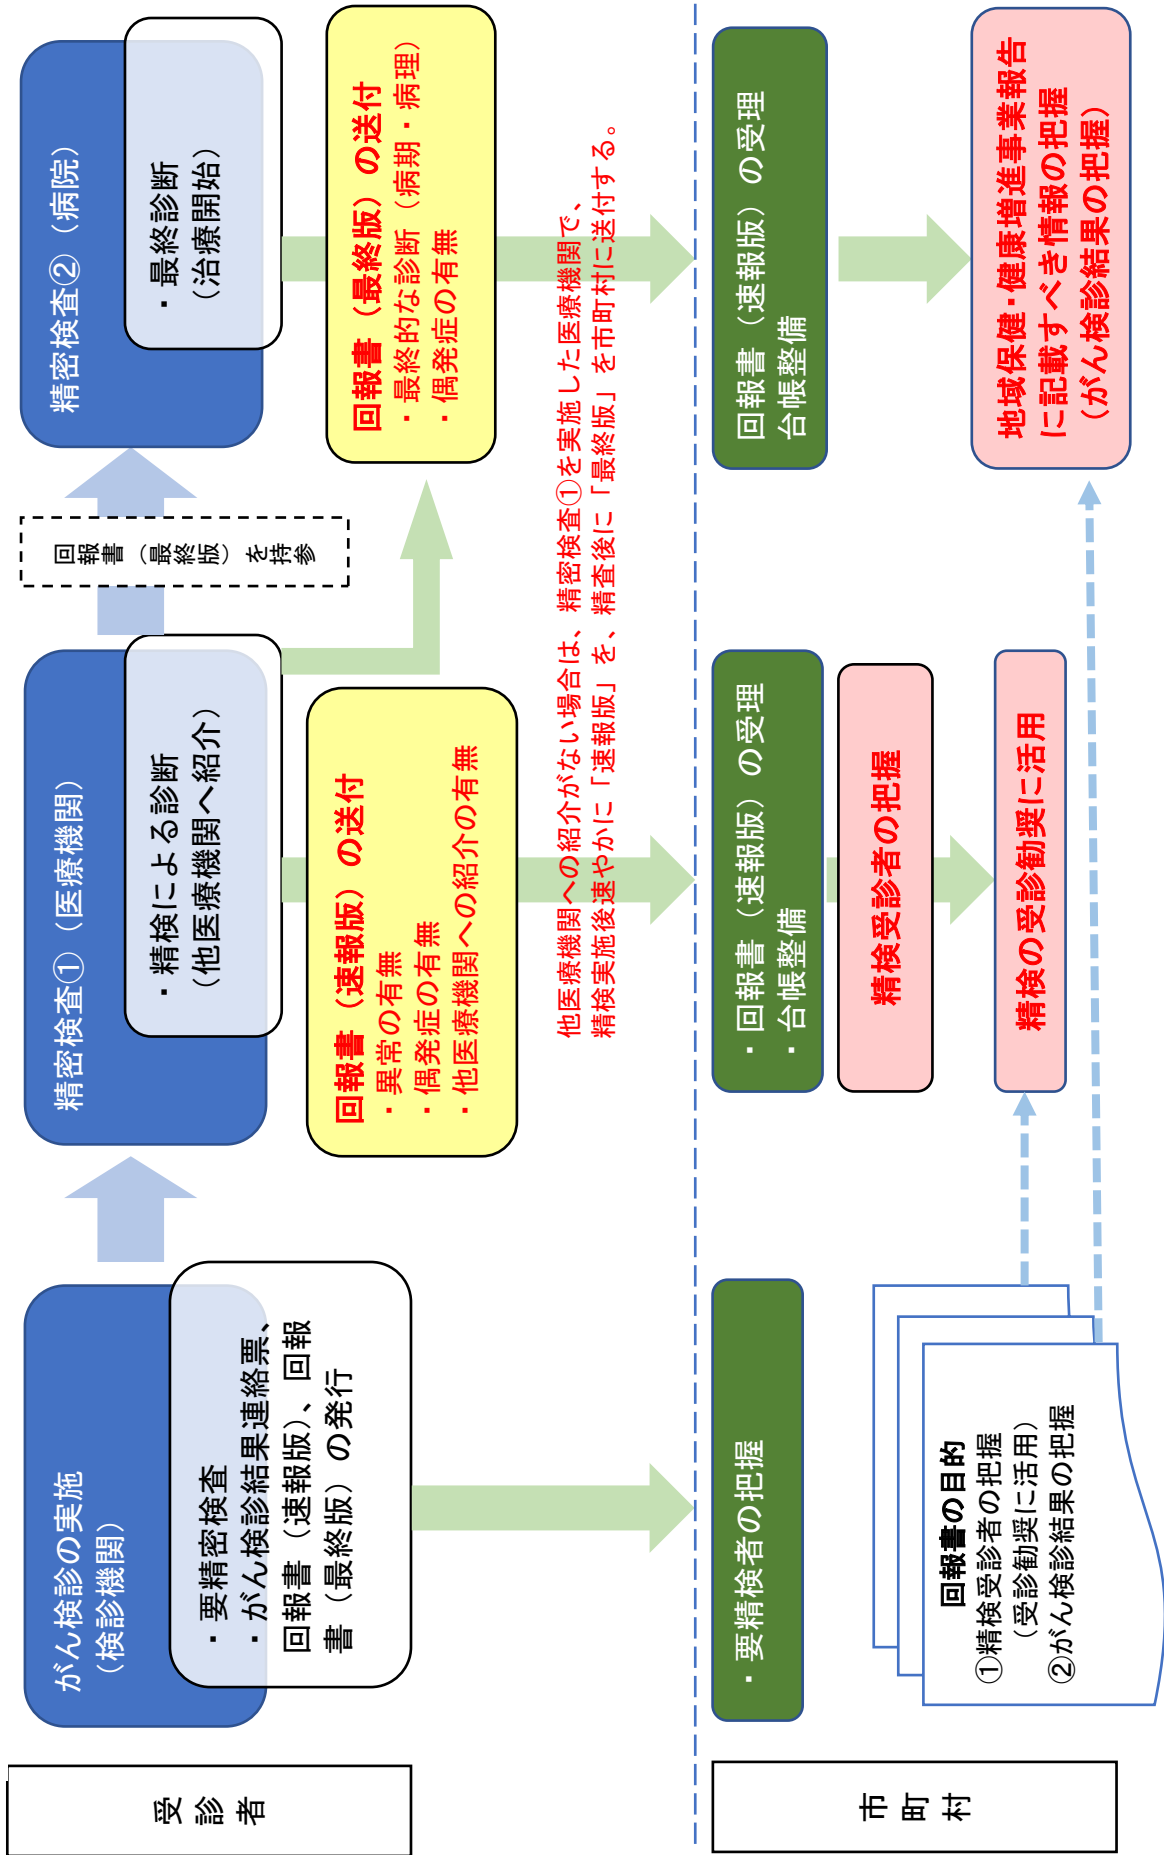 受診者
がん検診の実施
（検診機関）
・要精密検査
・がん検診結果連絡票、
回報書（速報版）、回報
書（最終版）の発行
精密検査①（医療機関）
・精検による診断
（他医療機関へ紹介）
回報書（速報版）の送付
・異常の有無
・偶発症の有無
・他医療機関への紹介の有無
回報書（最終版）を持参
精密検査②（病院）
・最終診断
（治療開始）
回報書（最終版）の送付
・最終的な診断（病期・病理）
・偶発症の有無
他医療機関への紹介がない場合は、精密検査①を実施した医療機関で、
精検実施後速やかに「速報版」を、精査後に「最終版」を市町村に送付する。
市町村
・要精検者の把握
回報書の目的
①精検受診者の把握
（受診勧奨に活用）
②がん検診結果の把握
・回報書（速報版）の受理
・台帳整備
精検受診者の把握
精検の受診勧奨に活用
回報書（速報版）の受理
台帳整備
地域保健・健康増進事業報告
に記載すべき情報の把握
（がん検診結果の把握）